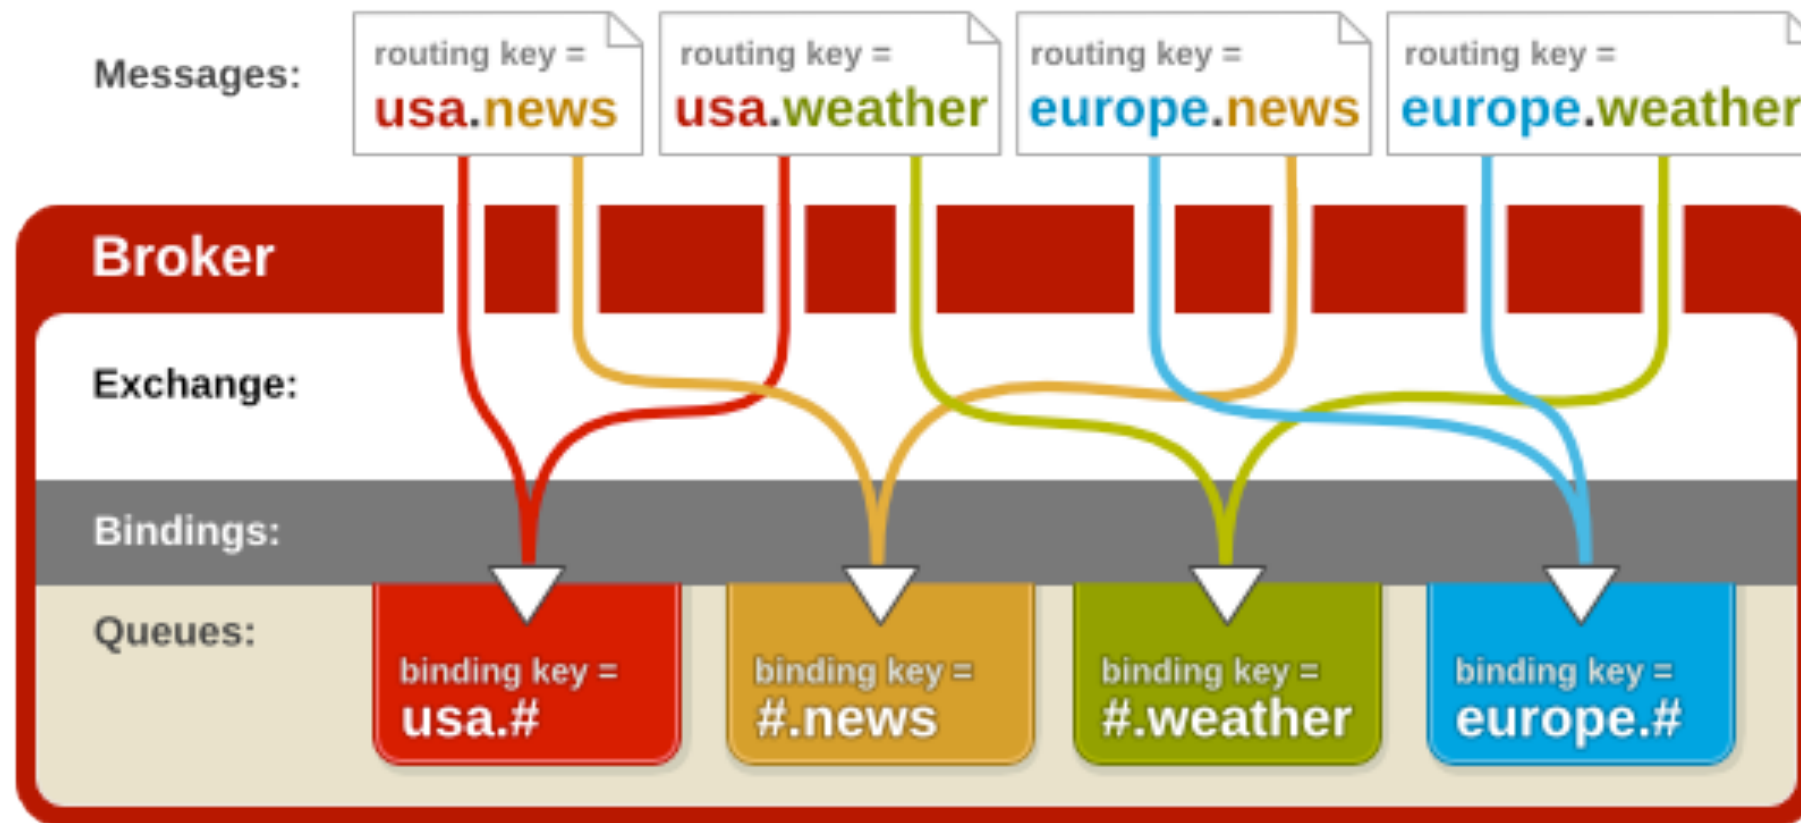 Messages:
routing key =
usa.news
routing key =
usa.weather
routing key =
europe.news
routing key =
europe.weather
Broker
Exchange:
Bindings:
Queues:
binding key =
usa.#
binding key =
#.news
binding key =
#.weather
binding key =
europe.#